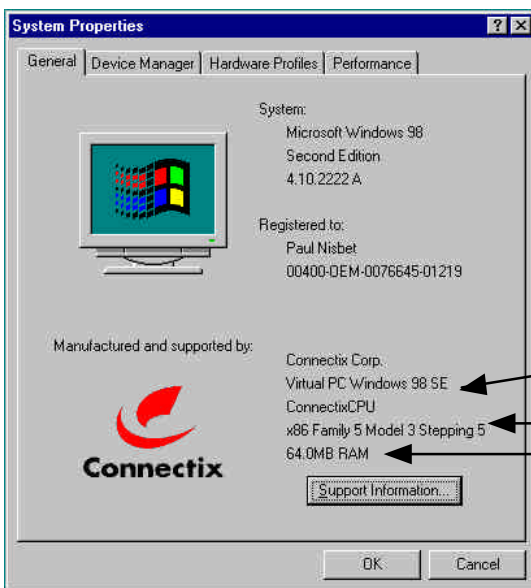 System Properties
General Device Manager Hardware Profiles Performance
System:
Microsoft Windows 98
Second Edition
4.10.2222 A
Registered to:
Paul Nisbet
00400-OEM-0076645-01219
Manufactured and supported by:
Connectix Corp.
Virtual PC Windows 98 SE
ConnectixCPU
x86 Family 5 Model 3 Stepping 5
64.0MB RAM
Connectix
Support Information...
OK Cancel